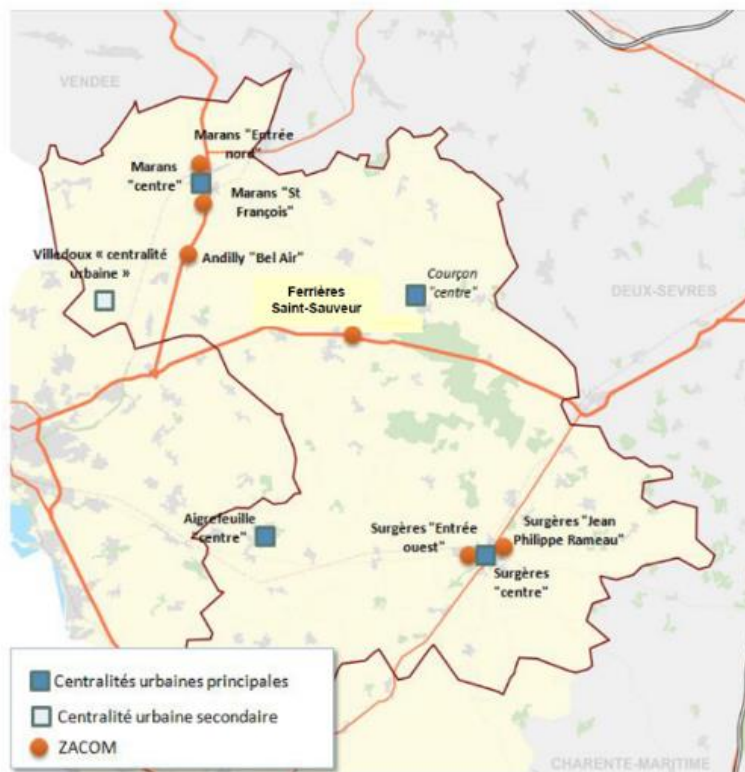 VENDEE
Marans "Entrée
nord"
Marans
"centre"
Marans "St
François"
Villedoux « centralité
urbaine »
Andilly "Bel Air"
Courçon
"centre"
Ferrières
Saint-Sauveur
DEUX-SEVRES
Aigrefeuille
"centre"
Surgères "Entrée
ouest"
Surgères "Jean
Philippe Rameau"
Surgères
"centre"
Centralités urbaines principales
Centralité urbaine secondaire
ZACOM
CHARENTE-MARITIME